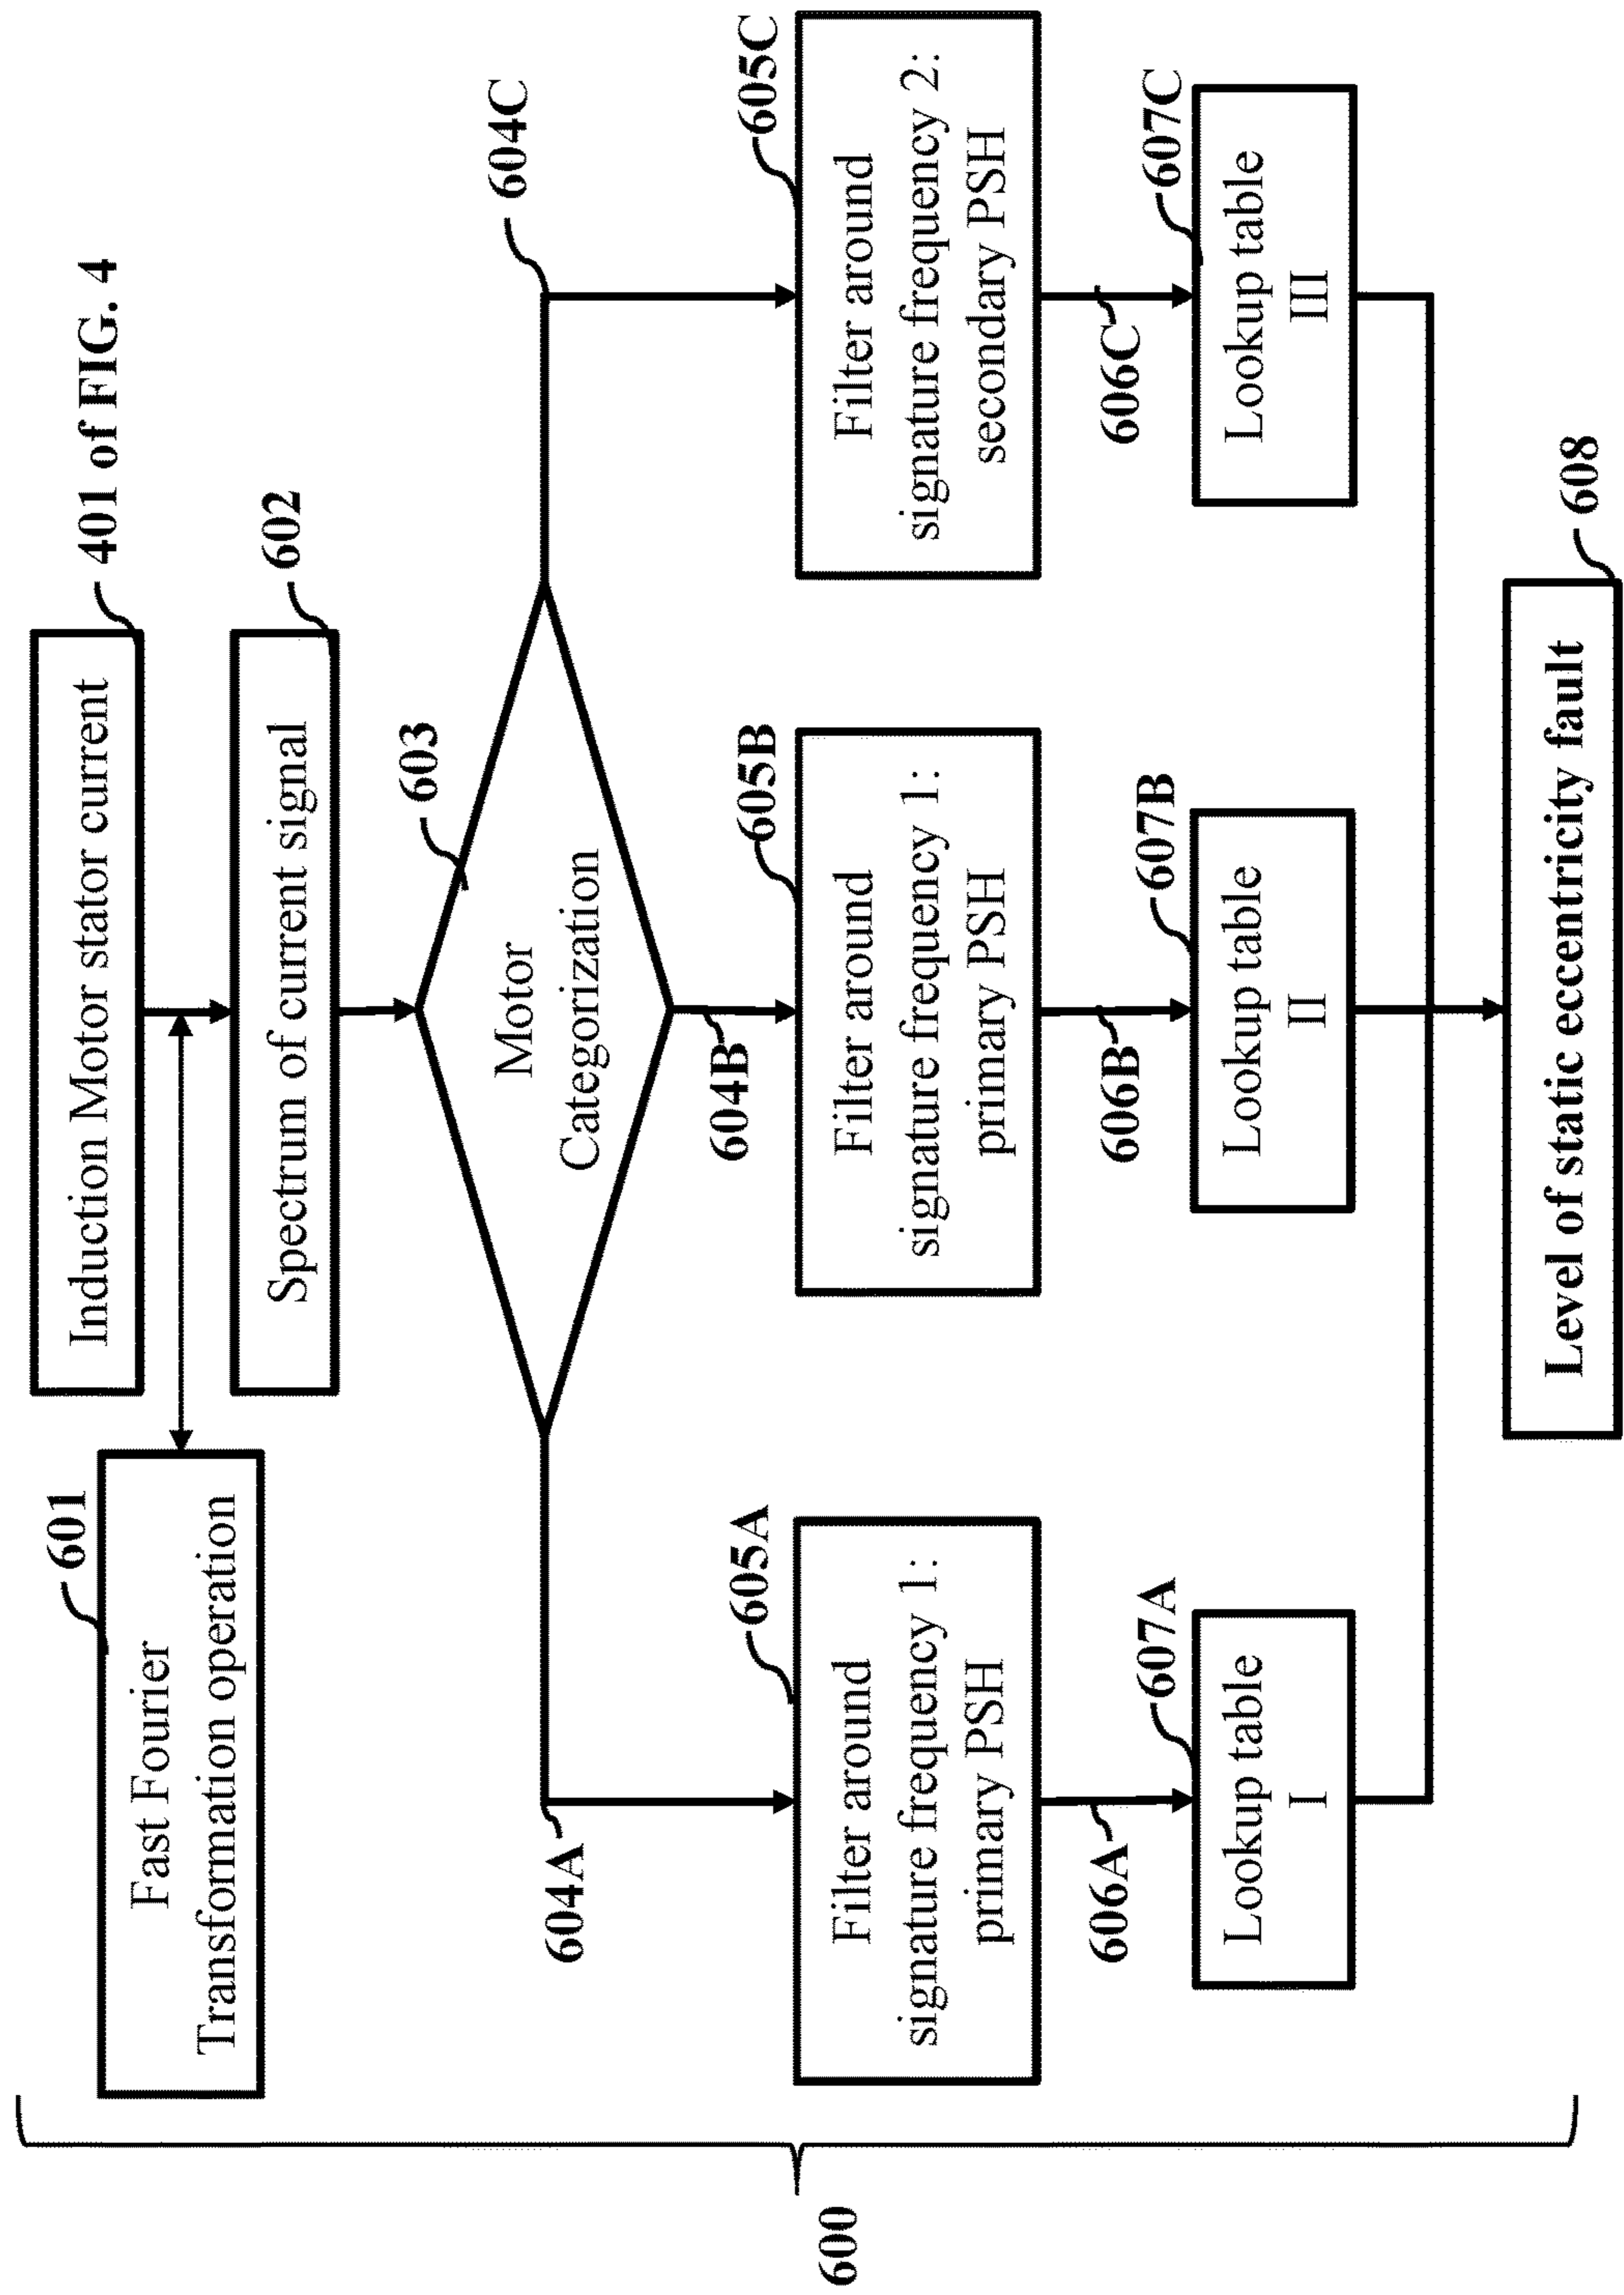 401 of FIG. 4
Induction Motor stator current
601
Fast Fourier
Transformation operation
602
Spectrum of current signal
603
Motor
Categorization
604A
604B
604C
605A
Filter around
signature frequency 1:
primary PSH
605B
Filter around
signature frequency 1:
primary PSH
605C
Filter around
signature frequency 2:
secondary PSH
606A
606B
606C
607A
Lookup table
I
607B
Lookup table
II
607C
Lookup table
III
608
Level of static eccentricity fault
600